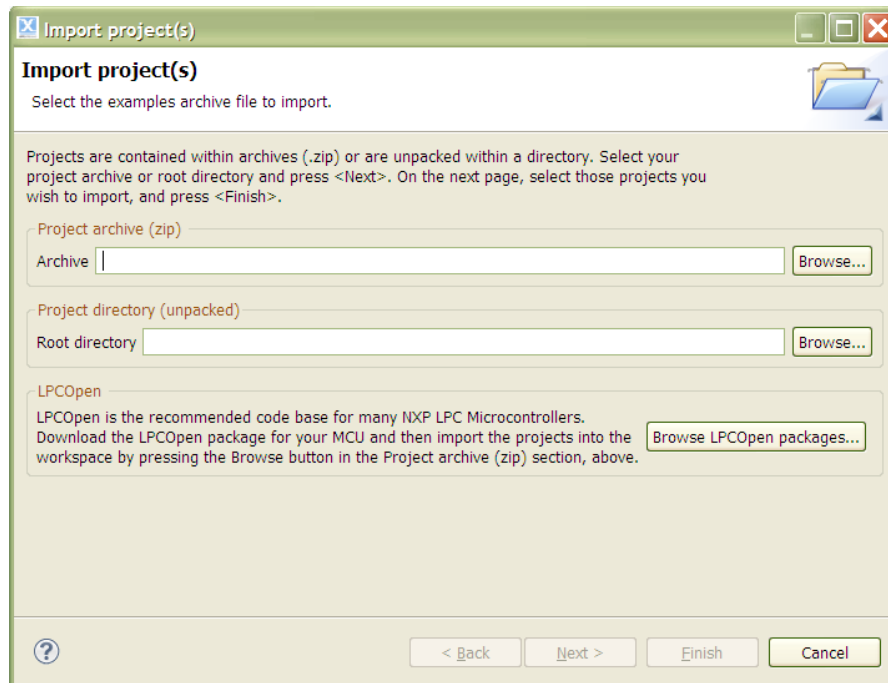 Import project(s)
Import project(s)
Select the examples archive file to import.
Projects are contained within archives (.zip) or are unpacked within a directory. Select your
project archive or root directory and press <Next>. On the next page, select those projects you
wish to import, and press <Finish>.
Project archive (zip)
Archive Browse...
Project directory (unpacked)
Root directory Browse...
LPCOpen
LPCOpen is the recommended code base for many NXP LPC Microcontrollers.
Download the LPCOpen package for your MCU and then import the projects into the
workspace by pressing the Browse button in the Project archive (zip) section, above.
Browse LPCOpen packages...
< Back Next > Finish Cancel